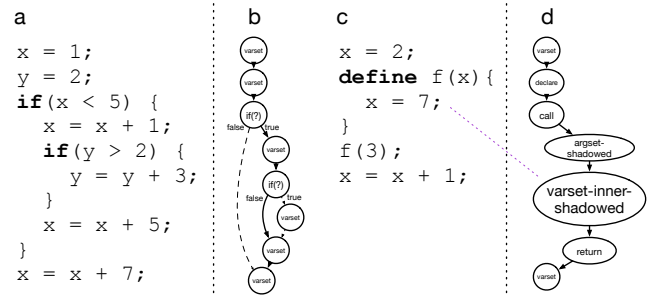 a
x = 1;
y = 2;
if(x < 5) {
x = x + 1;
if(y > 2) {
y = y + 3;
}
x = x + 5;
}
x = x + 7;
b
varset
varset
if(?)
false
true
varset
if(?)
false
true
varset
varset
varset
c
x = 2;
define f(x){
x = 7;
}
f(3);
x = x + 1;
d
varset
declare
call
argset-
shadowed
varset-inner-
shadowed
return
varset